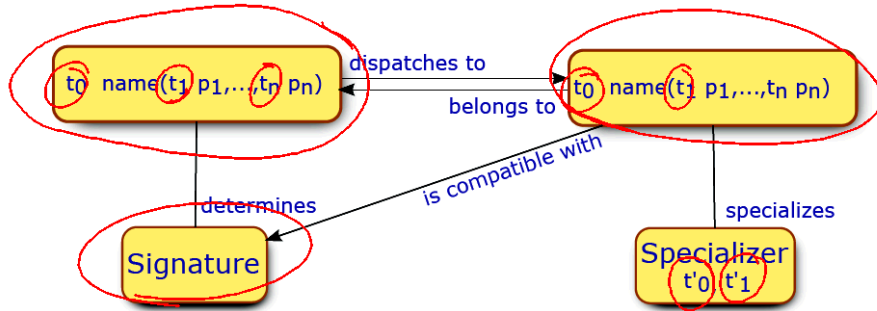 dispatches to
t0 name(t1 p1,...,tn pn)
t0 name(t1 p1,...,tn pn)
belongs to
is compatible with
determines
specializes
Signature
Specializer
t'0 t'1